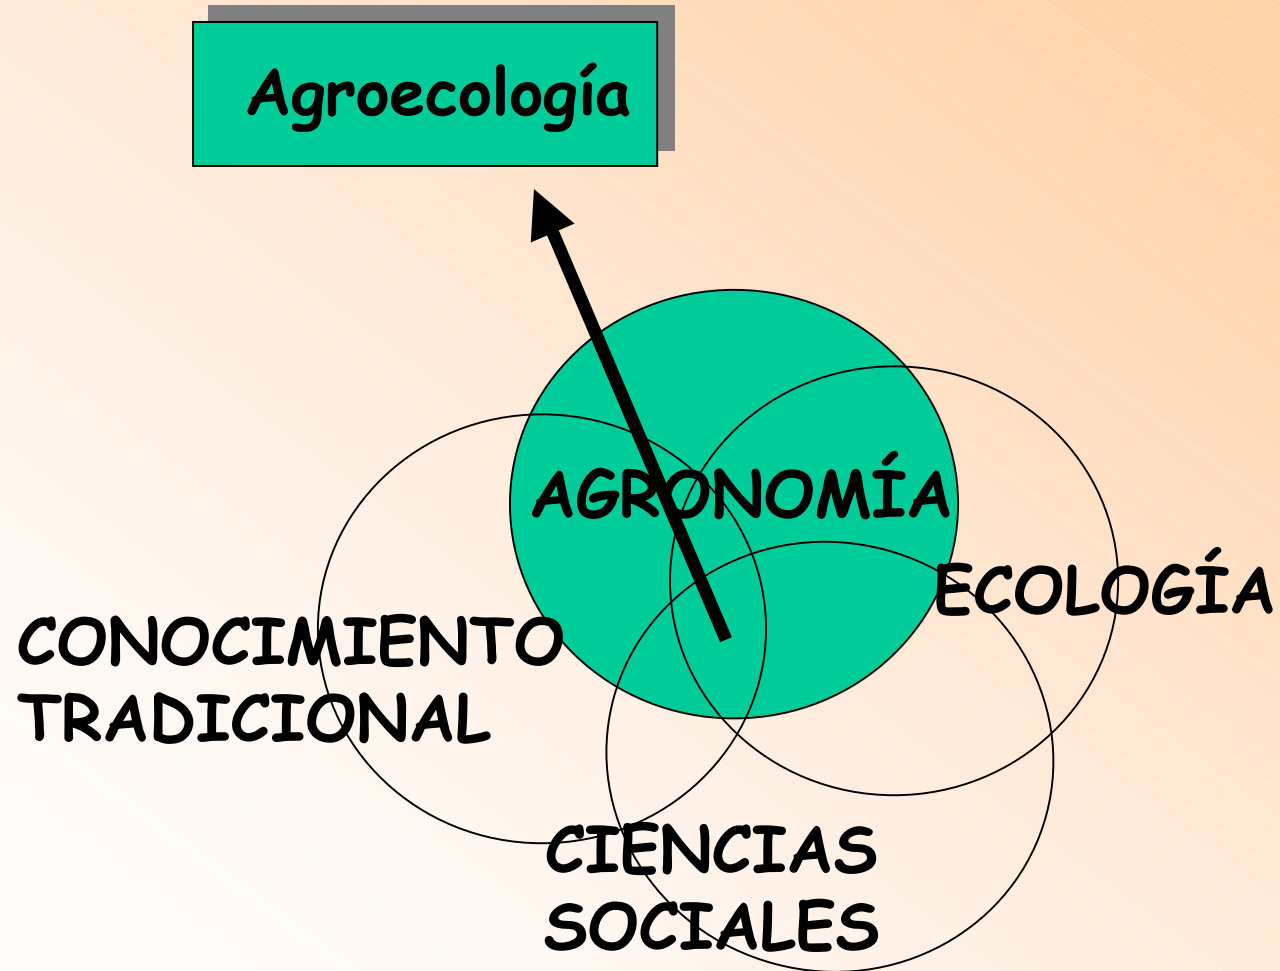 Agroecología
AGRONOMÍA
ECOLOGÍA
CONOCIMIENTO
TRADICIONAL
CIENCIAS
SOCIALES